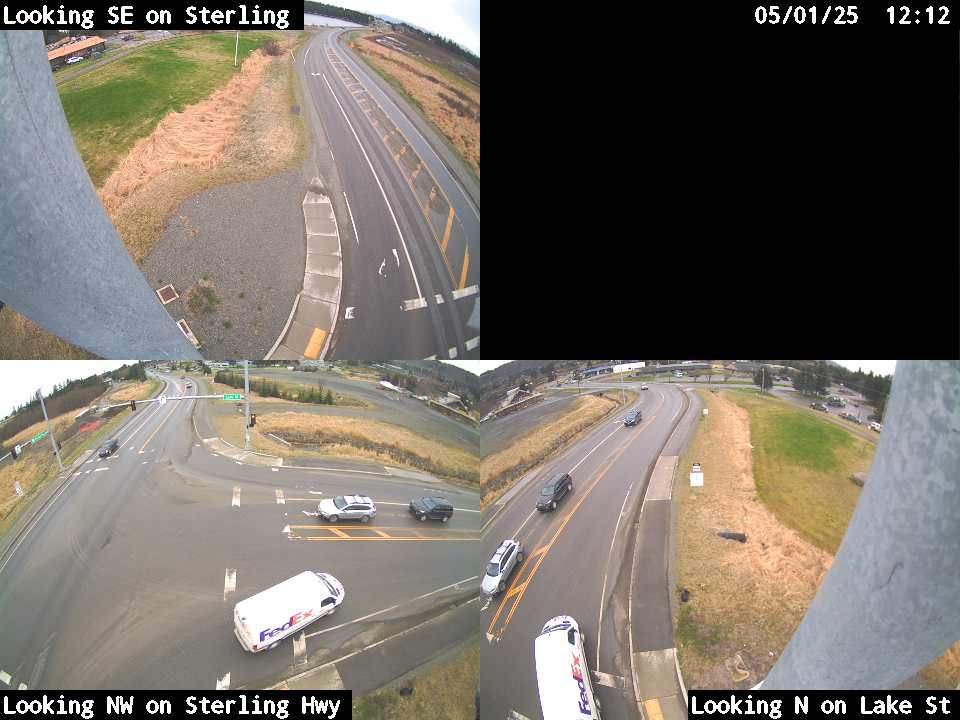 Looking SE on Sterling
05/01/25 12:12
FedEx
FedEx
Looking NW on Sterling Hwy
Looking N on Lake St